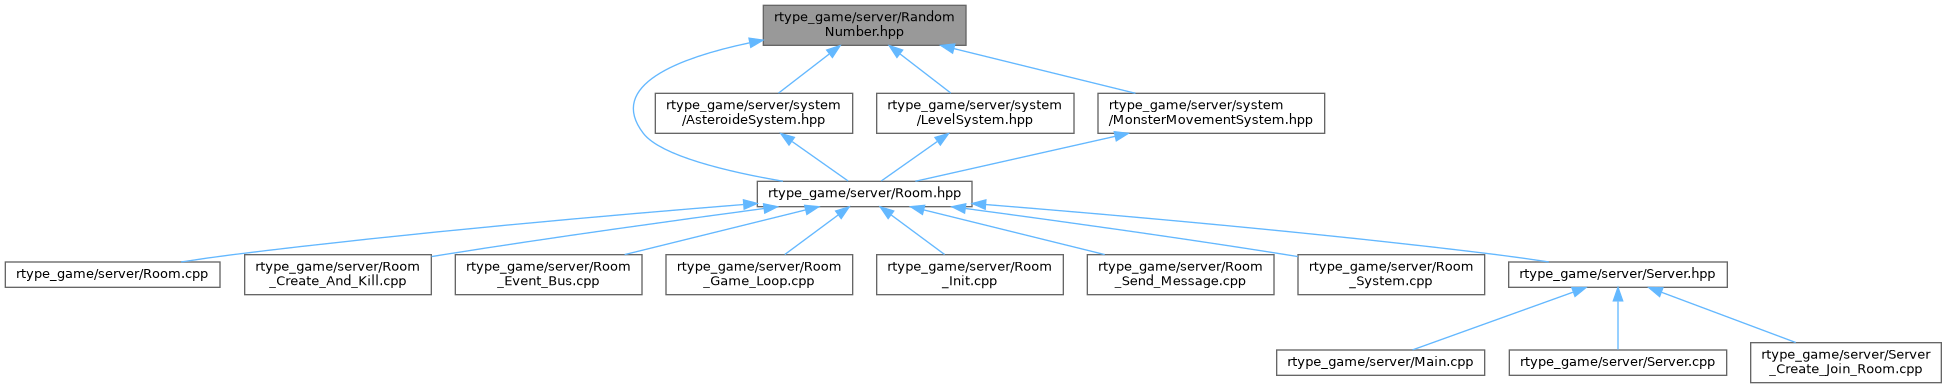 rtype_game/server/Random
Number.hpp
rtype_game/server/system
/AsteroideSystem.hpp
rtype_game/server/system
/LevelSystem.hpp
rtype_game/server/system
/MonsterMovementSystem.hpp
rtype_game/server/Room.hpp
rtype_game/server/Room.cpp
rtype_game/server/Room
_Create_And_Kill.cpp
rtype_game/server/Room
_Event_Bus.cpp
rtype_game/server/Room
_Game_Loop.cpp
rtype_game/server/Room
_Init.cpp
rtype_game/server/Room
_Send_Message.cpp
rtype_game/server/Room
_System.cpp
rtype_game/server/Server.hpp
rtype_game/server/Main.cpp
rtype_game/server/Server.cpp
rtype_game/server/Server
_Create_Join_Room.cpp